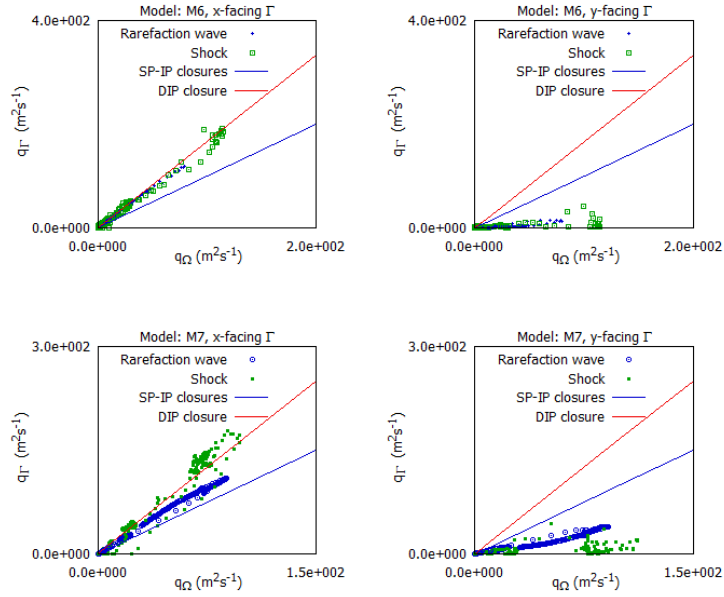 Model: M6, x-facing Γ
4.0e+002
Rarefaction wave
Shock
SP-IP closures
DIP closure
qΓ (m²s⁻¹)
0.0e+000
0.0e+000
2.0e+002
qΩ (m²s⁻¹)
Model: M6, y-facing Γ
4.0e+002
Rarefaction wave
Shock
SP-IP closures
DIP closure
qΓ (m²s⁻¹)
0.0e+000
0.0e+000
2.0e+002
qΩ (m²s⁻¹)
Model: M7, x-facing Γ
3.0e+002
Rarefaction wave
Shock
SP-IP closures
DIP closure
qΓ (m²s⁻¹)
0.0e+000
0.0e+000
1.5e+002
qΩ (m²s⁻¹)
Model: M7, y-facing Γ
3.0e+002
Rarefaction wave
Shock
SP-IP closures
DIP closure
qΓ (m²s⁻¹)
0.0e+000
0.0e+000
1.5e+002
qΩ (m²s⁻¹)